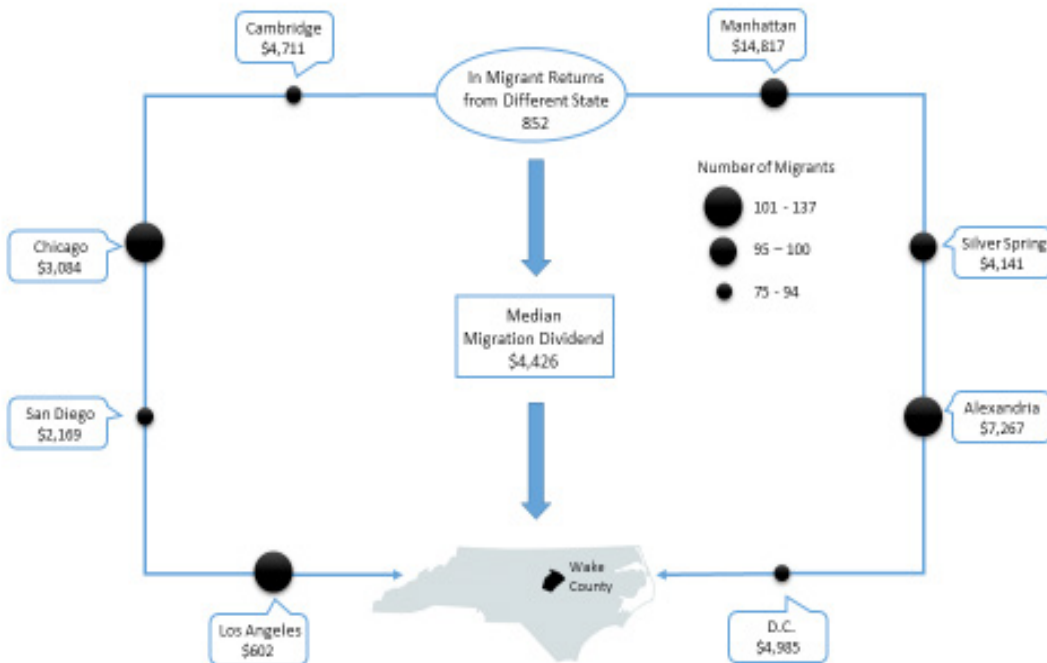 Cambridge
$4,711
Manhattan
$14,817
In Migrant Returns
from Different State
852
Number of Migrants
101 - 137
95 – 100
75 - 94
Chicago
$3,084
Silver Spring
$4,141
Median
Migration Dividend
$4,426
San Diego
$2,169
Alexandria
$7,267
Wake
County
Los Angeles
$602
D.C.
$4,985